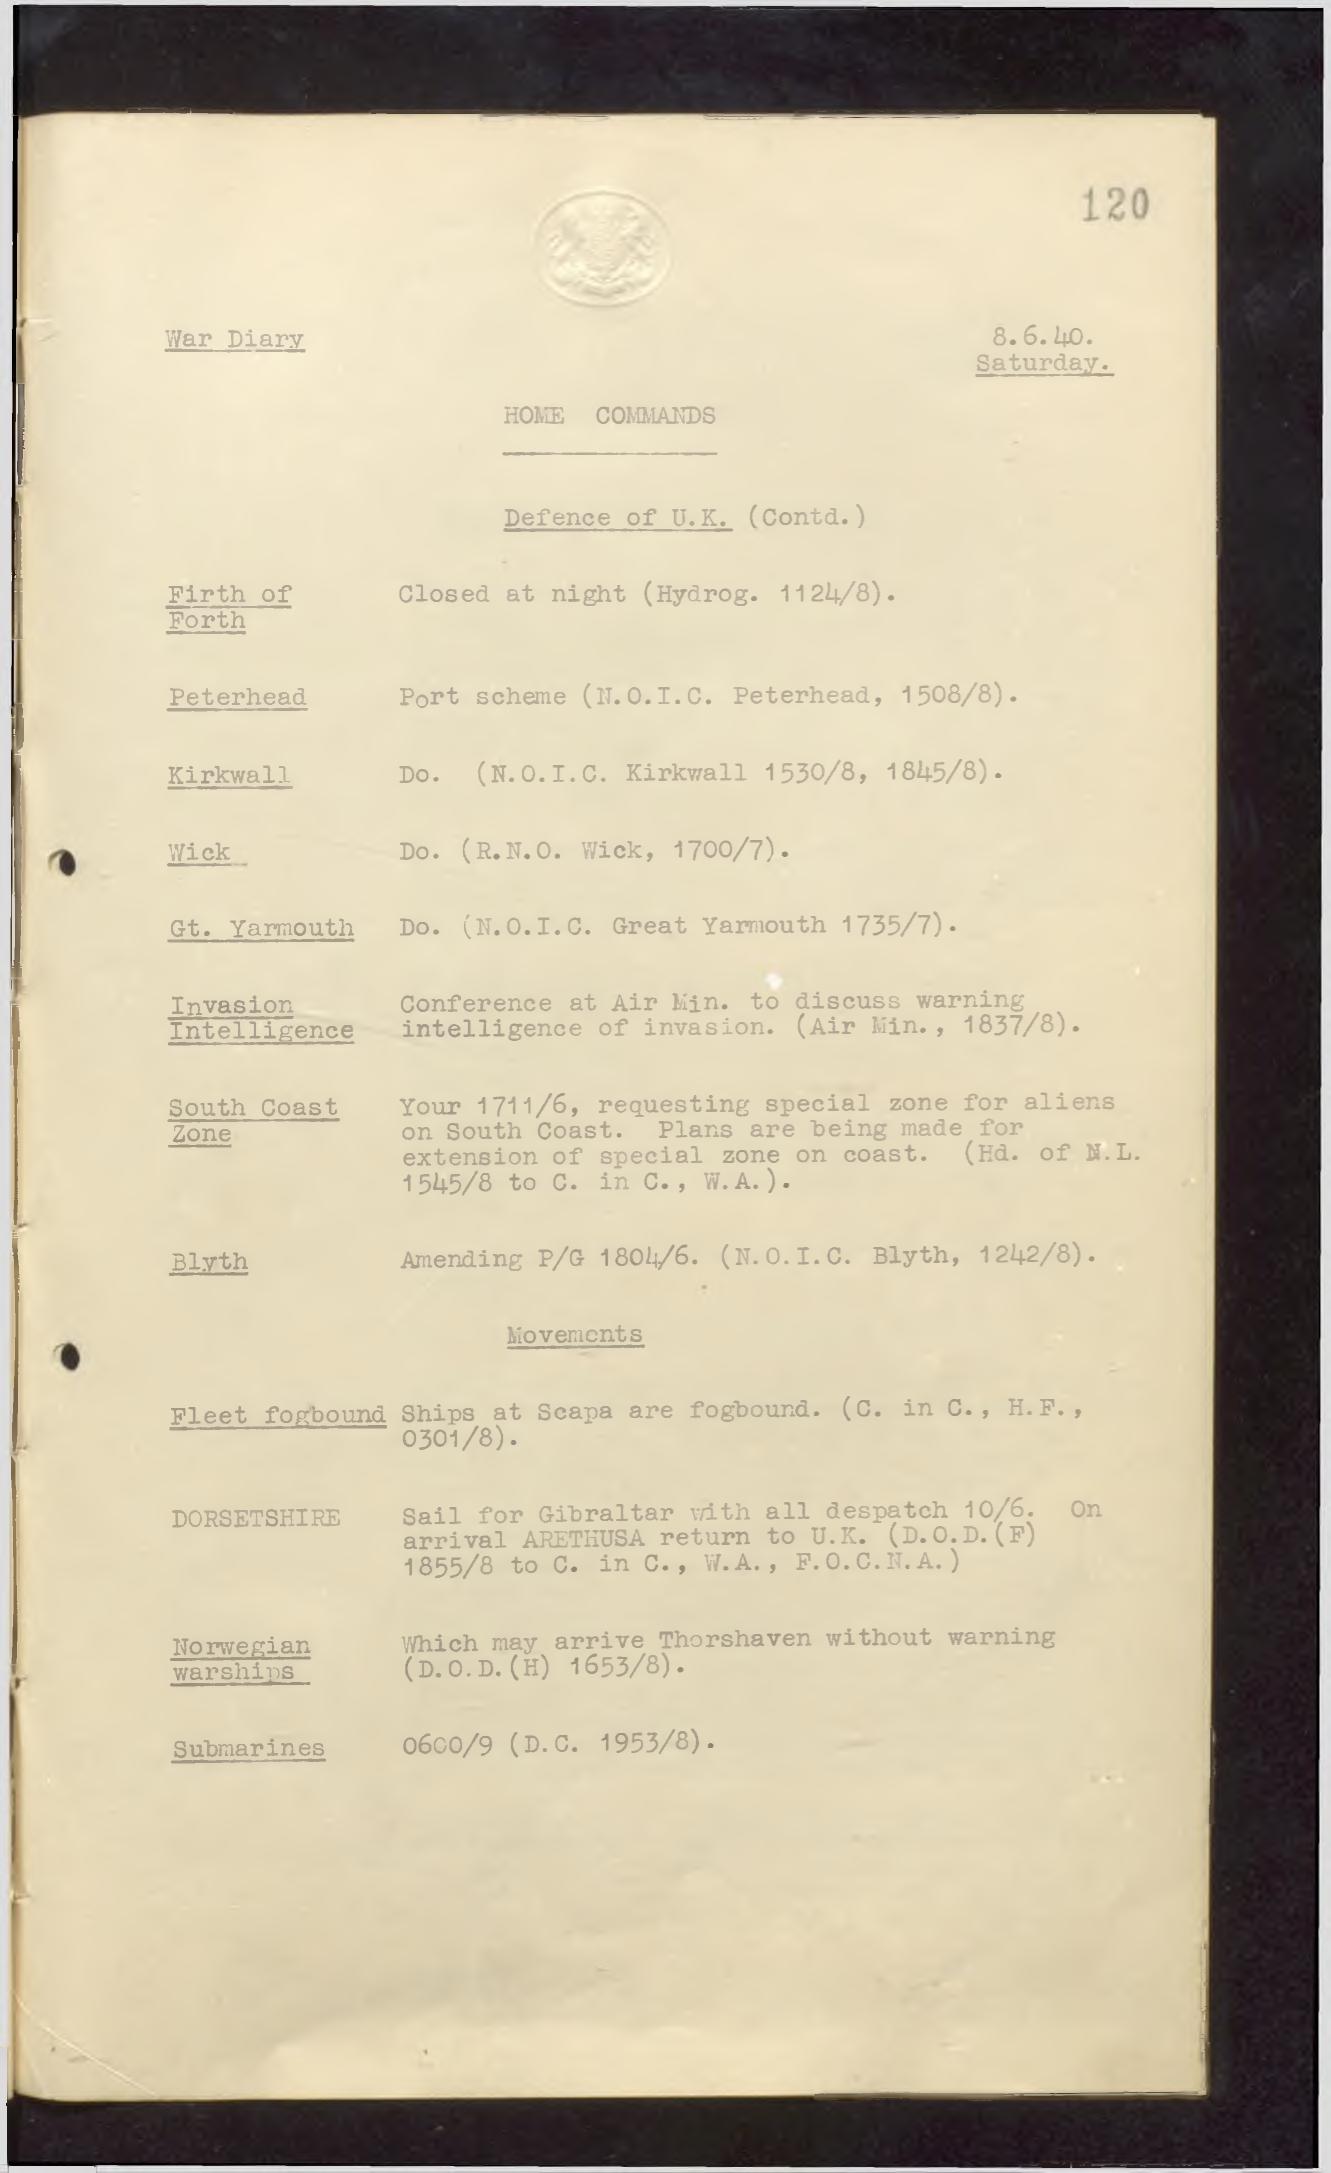 120
War Diary 8.6.40.
Saturday.
HOME COMMANDS
Defence of U.K. (Contd.)
Firth of Closed at night (Hydrog. 1124/8).
Forth
Peterhead Port scheme (N.O.I.C. Peterhead, 1508/8).
Kirkwall Do. (N.O.I.C. Kirkwall 1530/8, 1845/8).
Wick Do. (R.N.O. Wick, 1700/7).
Gt. Yarmouth Do. (N.O.I.C. Great Yarmouth 1735/7).
Invasion Conference at Air Min. to discuss warning
Intelligence intelligence of invasion. (Air Min., 1837/8).
South Coast Your 1711/6, requesting special zone for aliens
Zone on South Coast. Plans are being made for
extension of special zone on coast. (Hd. of N.L.
1545/8 to C. in C., W.A.).
Blyth Amending P/G 1804/6. (N.O.I.C. Blyth, 1242/8).
Movements
Fleet fogbound Ships at Scapa are fogbound. (C. in C., H.F.,
0301/8).
DORSETSHIRE Sail for Gibraltar with all despatch 10/6. On
arrival ARETHUSA return to U.K. (D.O.D.(F)
1855/8 to C. in C., W.A., F.O.C.N.A.)
Norwegian Which may arrive Thorshaven without warning
warships (D.O.D.(H) 1653/8).
Submarines 0600/9 (D.C. 1953/8).